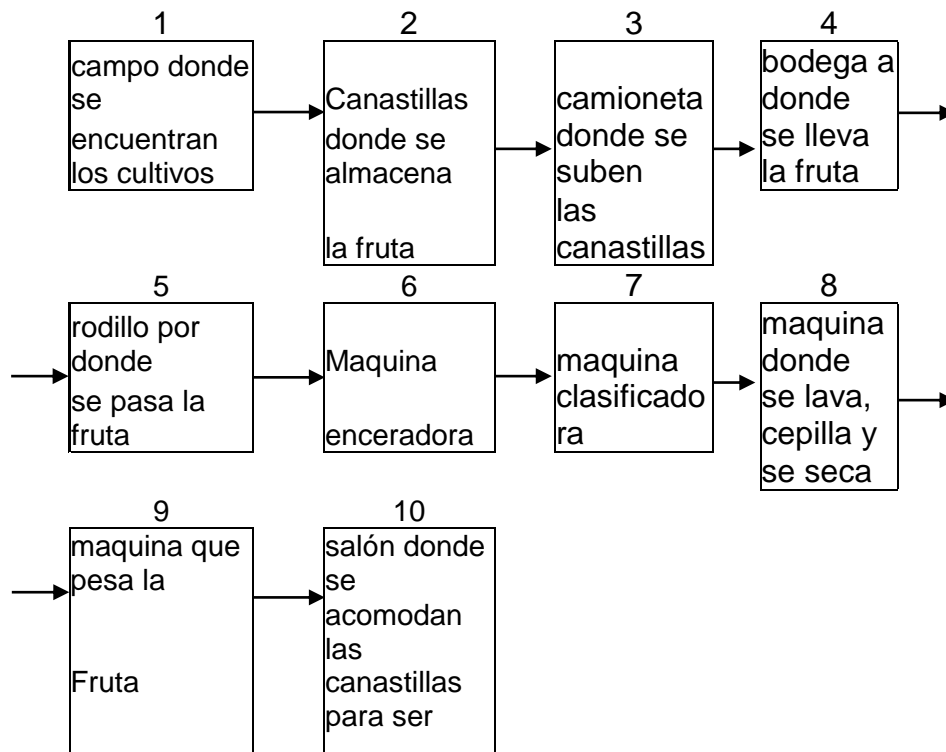 1
campo donde
se
encuentran
los cultivos
2
Canastillas
donde se
almacena
la fruta
3
camioneta
donde se
suben
las
canastillas
4
bodega a
donde
se lleva
la fruta
5
rodillo por
donde
se pasa la
fruta
6
Maquina
enceradora
7
maquina
clasificado
ra
8
maquina
donde
se lava,
cepilla y
se seca
9
maquina que
pesa la
Fruta
10
salón donde
se
acomodan
las
canastillas
para ser